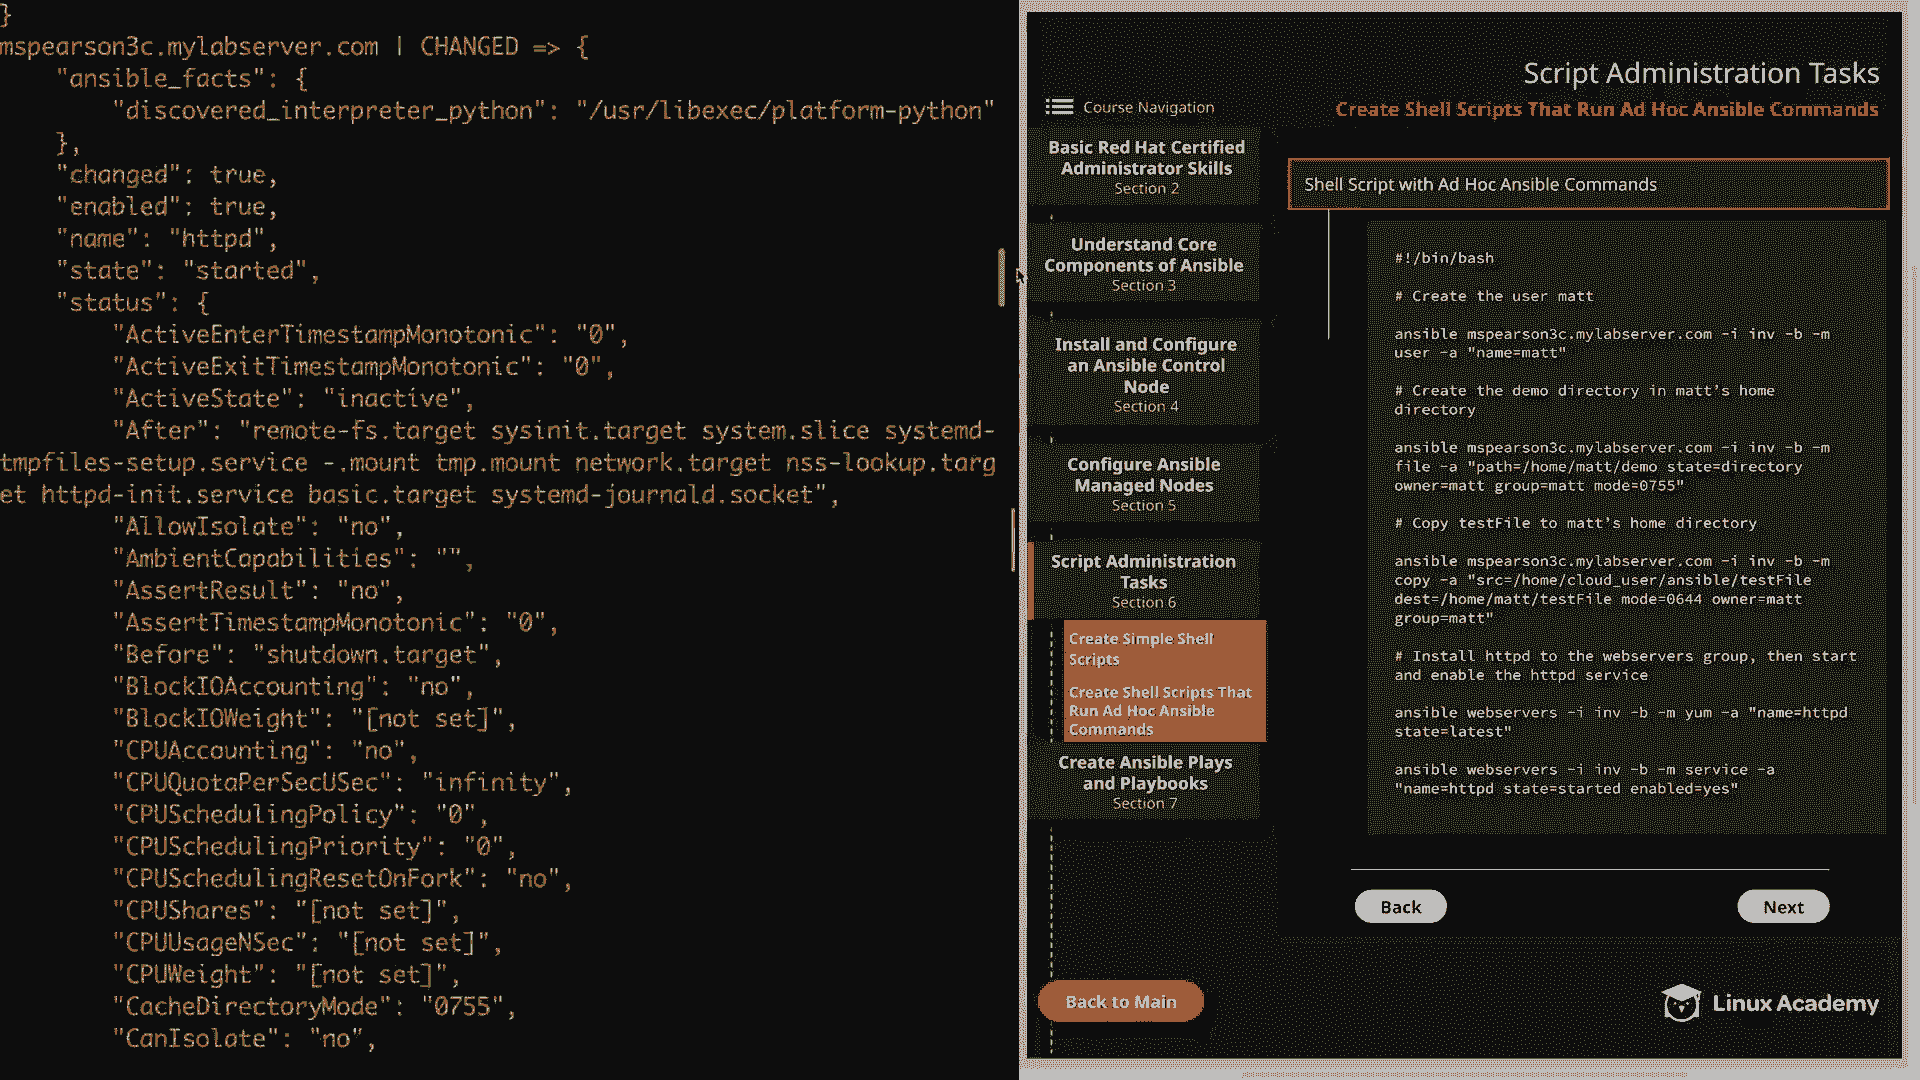 }
mspearson3c.mylabserver.com | CHANGED => {
"ansible_facts": {
"discovered_interpreter_python": "/usr/libexec/platform-python"
},
"changed": true,
"enabled": true,
"name": "httpd",
"state": "started",
"status": {
"ActiveEnterTimestampMonotonic": "0",
"ActiveExitTimestampMonotonic": "0",
"ActiveState": "inactive",
"After": "remote-fs.target sysinit.target system.slice systemd-
tmpfiles-setup.service -.mount tmp.mount network.target nss-lookup.targ
et httpd-init.service basic.target systemd-journald.socket",
"AllowIsolate": "no",
"AmbientCapabilities": "",
"AssertResult": "no",
"AssertTimestampMonotonic": "0",
"Before": "shutdown.target",
"BlockIOAccounting": "no",
"BlockIOWeight": "[not set]",
"CPUAccounting": "no",
"CPUQuotaPerSecUSec": "infinity",
"CPUSchedulingPolicy": "0",
"CPUSchedulingPriority": "0",
"CPUSchedulingResetOnFork": "no",
"CPUShares": "[not set]",
"CPUUsageNSec": "[not set]",
"CPUWeight": "[not set]",
"CacheDirectoryMode": "0755",
"CanIsolate": "no",
Script Administration Tasks
Create Shell Scripts That Run Ad Hoc Ansible Commands
Course Navigation
Basic Red Hat Certified
Administrator Skills
Section 2
Understand Core
Components of Ansible
Section 3
Install and Configure
an Ansible Control
Node
Section 4
Configure Ansible
Managed Nodes
Section 5
Script Administration
Tasks
Section 6
Create Simple Shell
Scripts
Create Shell Scripts That
Run Ad Hoc Ansible
Commands
Create Ansible Plays
and Playbooks
Section 7
Back to Main
Shell Script with Ad Hoc Ansible Commands
#!/bin/bash
# Create the user matt
ansible mspearson3c.mylabserver.com -i inv -b -m
user -a "name=matt"
# Create the demo directory in matt's home
directory
ansible mspearson3c.mylabserver.com -i inv -b -m
file -a "path=/home/matt/demo state=directory
owner=matt group=matt mode=0755"
# Copy testFile to matt's home directory
ansible mspearson3c.mylabserver.com -i inv -b -m
copy -a "src=/home/cloud_user/ansible/testFile
dest=/home/matt/testFile mode=0644 owner=matt
group=matt"
# Install httpd to the webservers group, then start
and enable the httpd service
ansible webservers -i inv -b -m yum -a "name=httpd
state=latest"
ansible webservers -i inv -b -m service -a
"name=httpd state=started enabled=yes"
Back
Next
Linux Academy